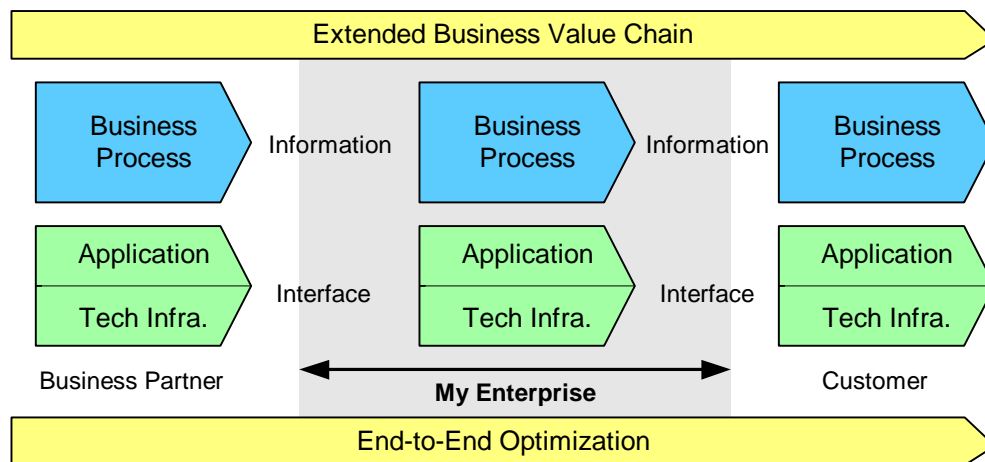 Extended Business Value Chain
Business
Process
Information
Business
Process
Information
Business
Process
Application
Tech Infra.
Interface
Application
Tech Infra.
Interface
Application
Tech Infra.
Business Partner
My Enterprise
Customer
End-to-End Optimization